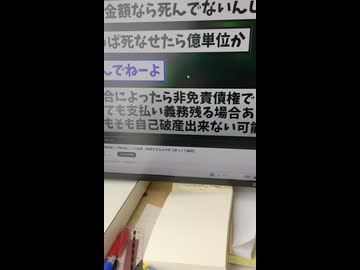 金額なら死んでないんし
ば死なせたら億単位か
んでねーよ
合によったら非免責債権で
ても支払い義務残る場合あ
もそも自己破産出来ない可能